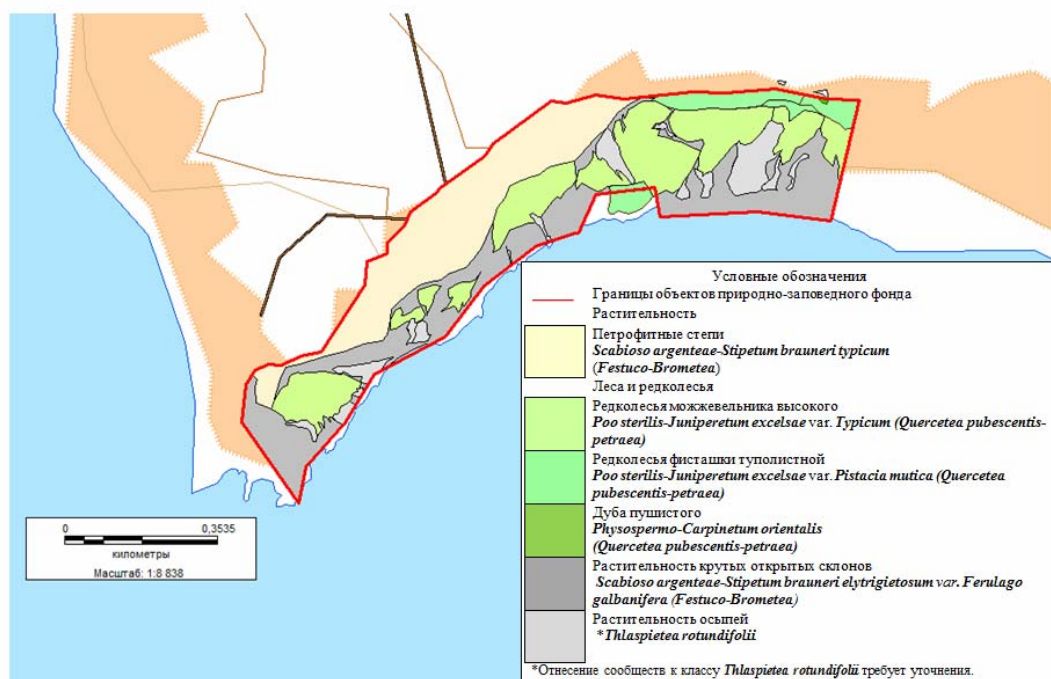 Условные обозначения
Границы объектов природно-заповедного фонда
Растительность
Петрофитные степи
Scabioso argenteae-Stipetum brauneri typicum
(Festuco-Brometea)
Леса и редколесья
Редколесья можжевельника высокого
Poo sterilis-Juniperetum excelsae var. Typicum (Quercetea pubescentis-
petraea)
Редколесья фисташки туполистной
Poo sterilis-Juniperetum excelsae var. Pistacia mutica (Quercetea
pubescentis-petraea)
Дуба пушистого
Physospermo-Carpinetum orientalis
(Quercetea pubescentis-petraea)
Растительность крутых открытых склонов
Scabioso argenteae-Stipetum brauneri elytrigietosum var. Ferulago
galbanifera (Festuco-Brometea)
Растительность осыпей
*Thlaspietea rotundifolii
*Отнесение сообществ к классу Thlaspietea rotundifolii требует уточнения.
0 0,3535
километры
Масштаб: 1:8 838